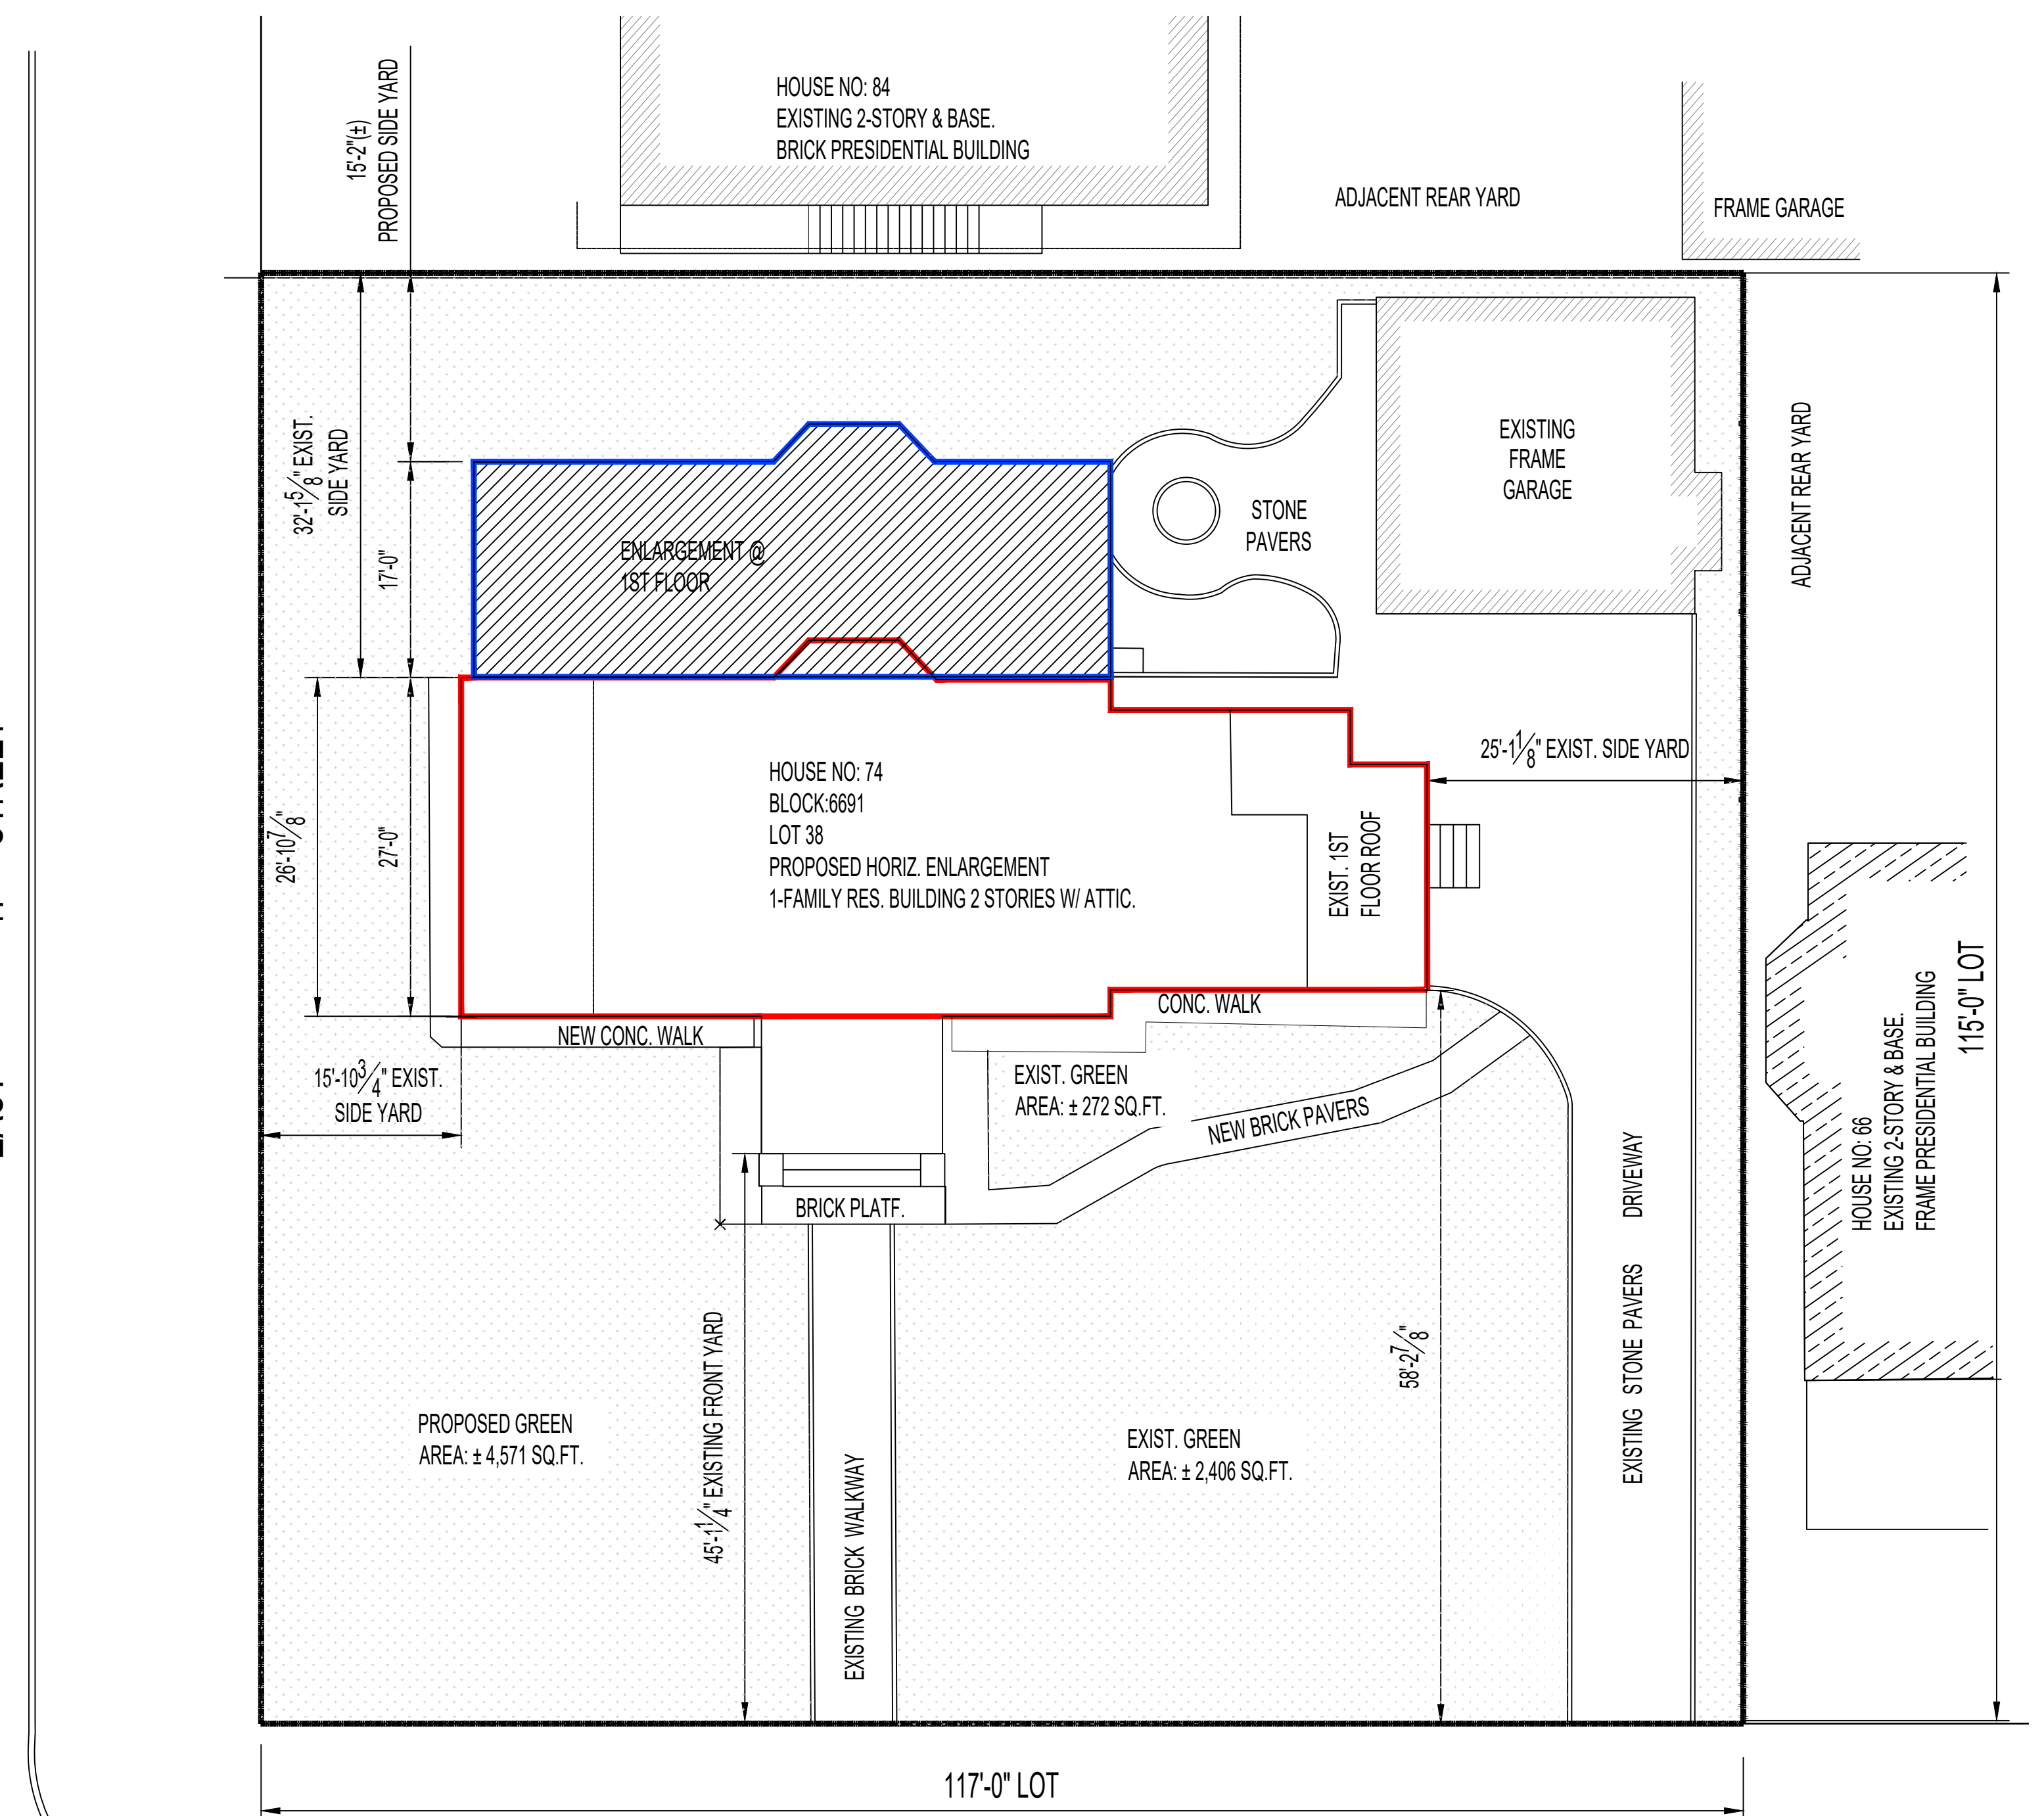 HOUSE NO: 84
EXISTING 2-STORY & BASE.
BRICK PRESIDENTIAL BUILDING
15'-2"(±)
PROPOSED SIDE YARD
ADJACENT REAR YARD
FRAME GARAGE
32'-1 5/8" EXIST.
SIDE YARD
17'-0"
ENLARGEMENT @
1ST FLOOR
STONE
PAVERS
EXISTING
FRAME
GARAGE
ADJACENT REAR YARD
25'-1 1/8" EXIST. SIDE YARD
26'-10 7/8"
27'-0"
HOUSE NO: 74
BLOCK:6691
LOT 38
PROPOSED HORIZ. ENLARGEMENT
1-FAMILY RES. BUILDING 2 STORIES W/ ATTIC.
EXIST. 1ST
FLOOR ROOF
CONC. WALK
NEW CONC. WALK
15'-10 3/4" EXIST.
SIDE YARD
EXIST. GREEN
AREA: ± 272 SQ.FT.
NEW BRICK PAVERS
BRICK PLATF.
HOUSE NO: 66
EXISTING 2-STORY & BASE.
FRAME PRESIDENTIAL BUILDING
115'-0" LOT
45'-1 1/4" EXISTING FRONT YARD
58'-2 7/8"
EXISTING STONE PAVERS DRIVEWAY
PROPOSED GREEN
AREA: ± 4,571 SQ.FT.
EXISTING BRICK WALKWAY
EXIST. GREEN
AREA: ± 2,406 SQ.FT.
117'-0" LOT